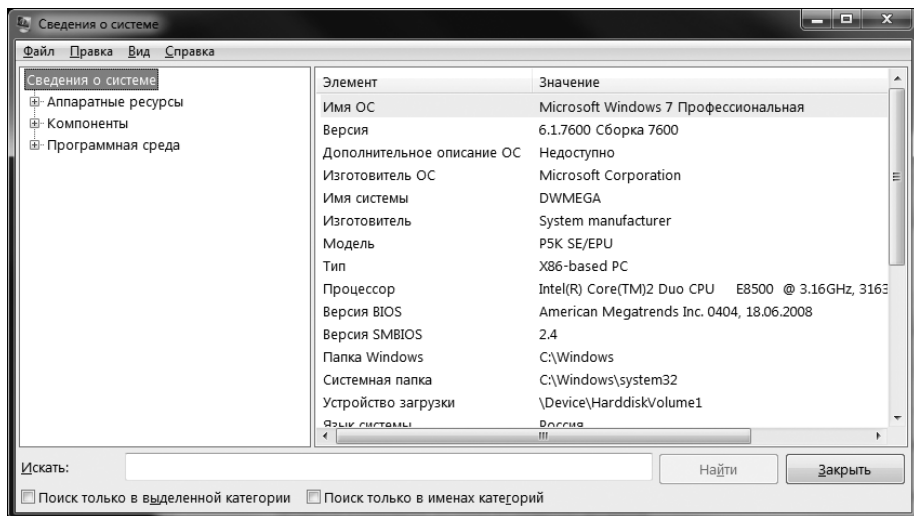 Сведения о системе
Файл Правка Вид Справка
Сведения о системе
Аппаратные ресурсы
Компоненты
Программная среда
Элемент Значение
Имя ОС Microsoft Windows 7 Профессиональная
Версия 6.1.7600 Сборка 7600
Дополнительное описание ОС Недоступно
Изготовитель ОС Microsoft Corporation
Имя системы DWMEGA
Изготовитель System manufacturer
Модель P5K SE/EPU
Тип X86-based PC
Процессор Intel(R) Core(TM)2 Duo CPU E8500 @ 3.16GHz, 3163
Версия BIOS American Megatrends Inc. 0404, 18.06.2008
Версия SMBIOS 2.4
Папка Windows C:\Windows
Системная папка C:\Windows\system32
Устройство загрузки \Device\HarddiskVolume1
Язык системы Россия
Искать: Найти Закрыть
Поиск только в выделенной категории Поиск только в именах категорий